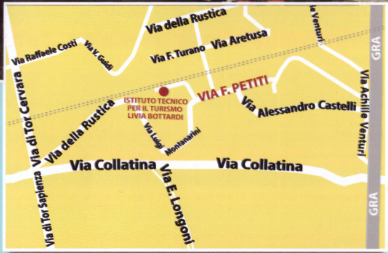 Via della Rustica
ia Venturi
GRA
Via Raffaele Costi
Via V. Guidi
Via F. Turano
Via Aretusa
Via di Tor Cervara
ISTITUTO TECNICO
PER IL TURISMO
LIVIA BOTTARDI
VIA F. PETITI
Via Alessandro Castelli
Via Achille Venturi
Via della Rustica
Via Luigi Montanarini
Via Collatina
Via Collatina
Via di Tor Sapienza
Via E. Longoni
GRA